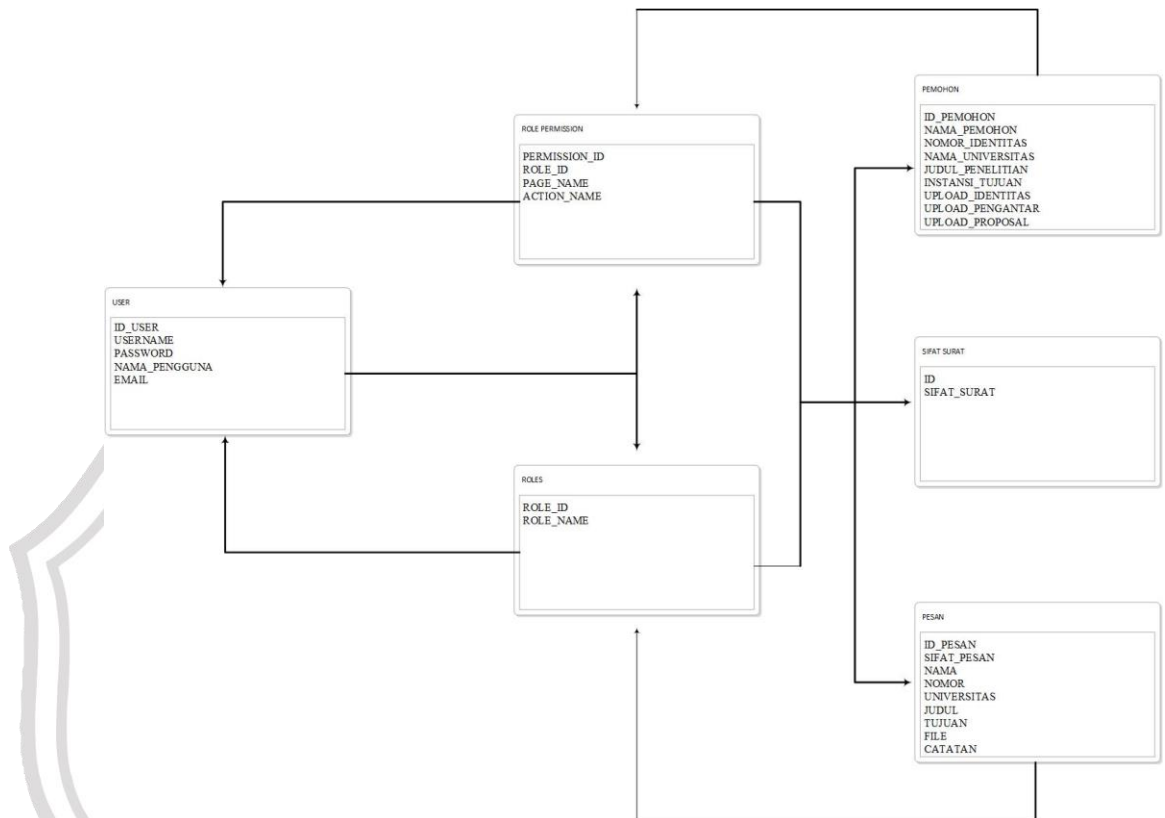 PEMOHON
ID_PEMOHON
NAMA_PEMOHON
NOMOR_IDENTITAS
NAMA_UNIVERSITAS
JUDUL_PENELITIAN
INSTANSI_TUJUAN
UPLOAD_IDENTITAS
UPLOAD_PENGANTAR
UPLOAD_PROPOSAL
ROLE PERMISSION
PERMISSION_ID
ROLE_ID
PAGE_NAME
ACTION_NAME
USER
ID_USER
USERNAME
PASSWORD
NAMA_PENGGUNA
EMAIL
SIFAT SURAT
ID
SIFAT_SURAT
ROLES
ROLE_ID
ROLE_NAME
PESAN
ID_PESAN
SIFAT_PESAN
NAMA
NOMOR
UNIVERSITAS
JUDUL
TUJUAN
FILE
CATATAN